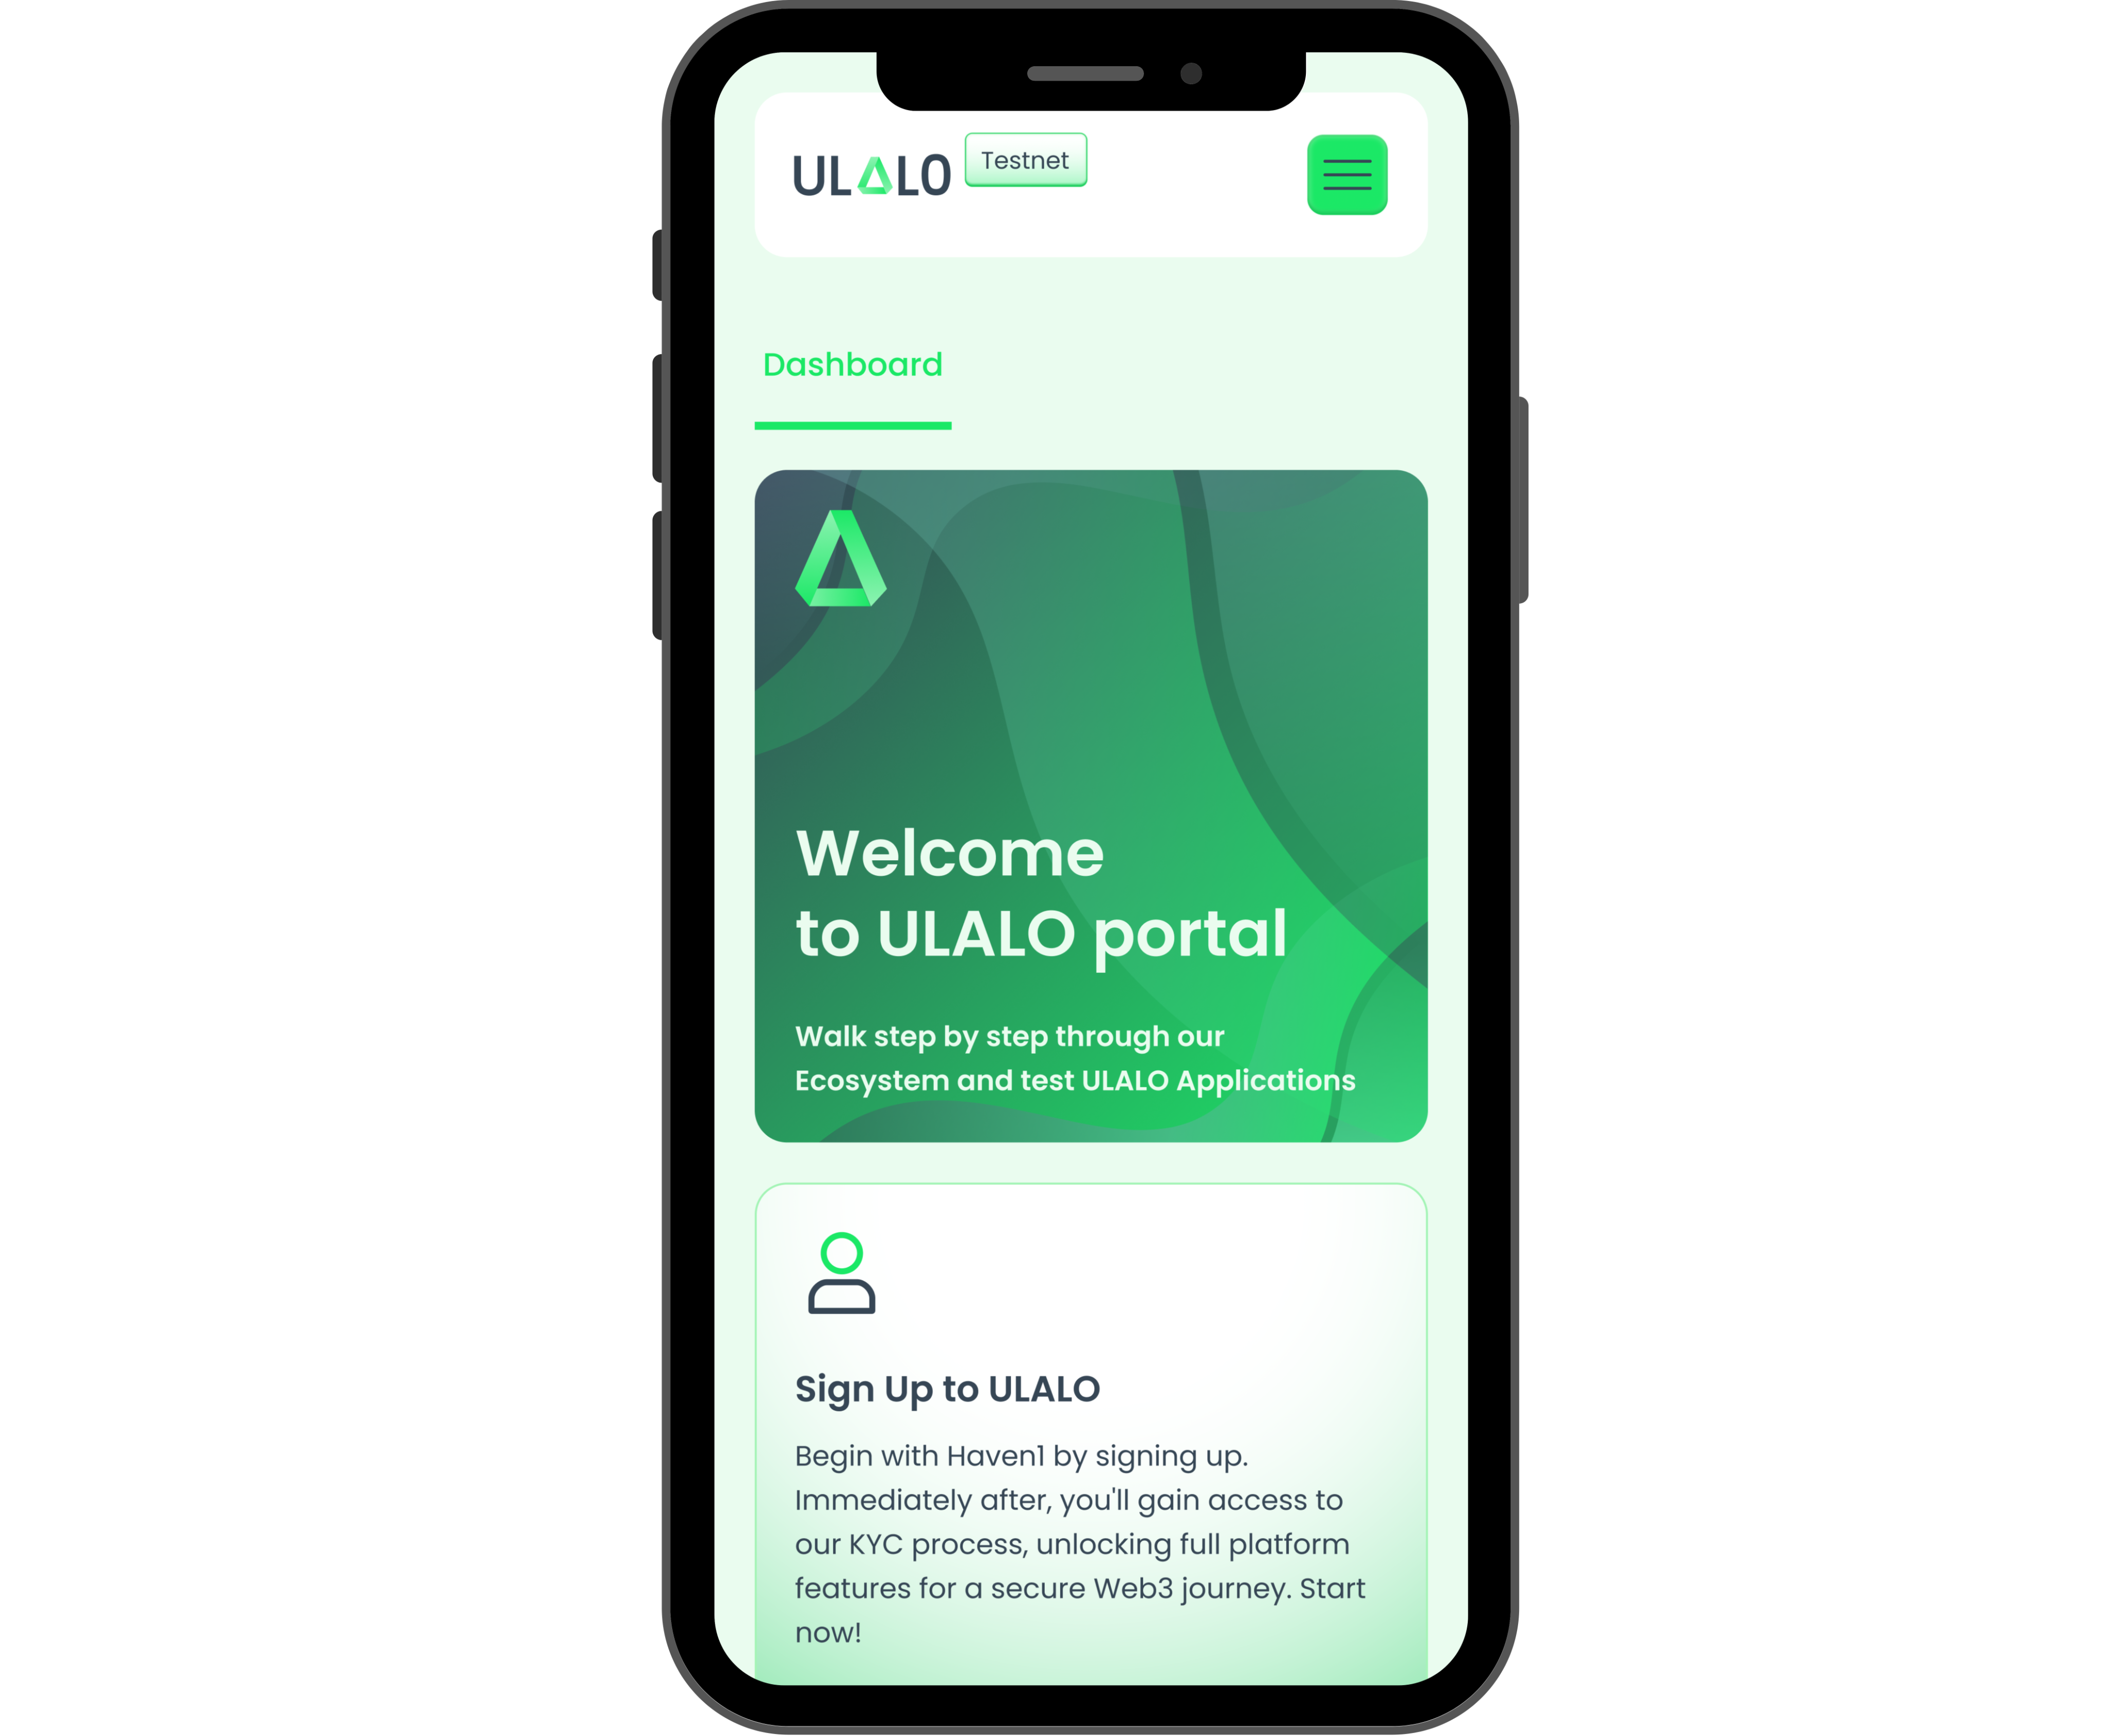 ULAL0 Testnet
Dashboard
Welcome
to ULALO portal
Walk step by step through our
Ecosystem and test ULALO Applications
Sign Up to ULALO
Begin with Haven1 by signing up.
Immediately after, you'll gain access to
our KYC process, unlocking full platform
features for a secure Web3 journey. Start
now!